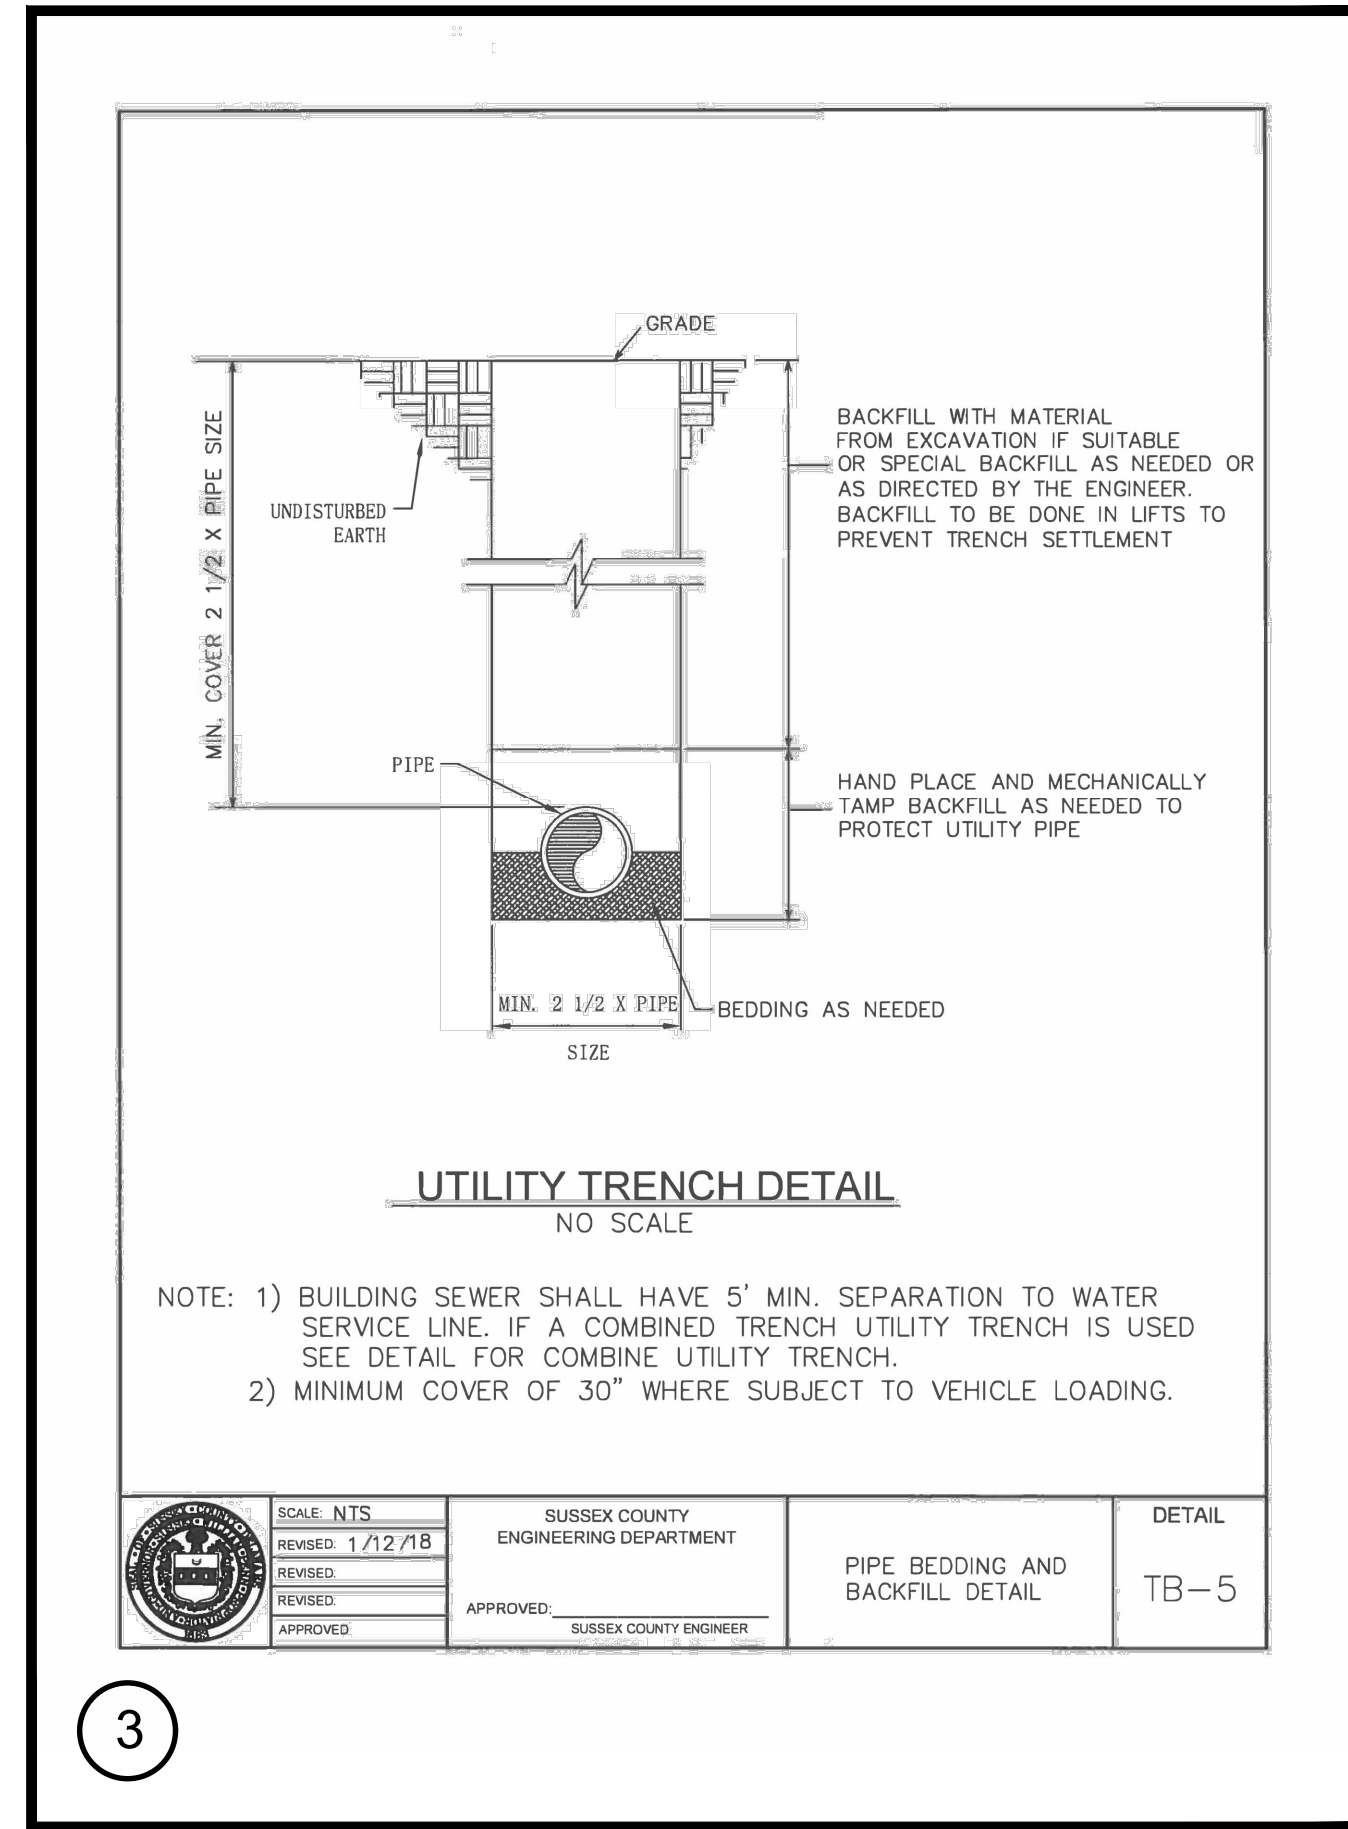 GRADE
MIN. COVER 2 1/2 X PIPE SIZE
BACKFILL WITH MATERIAL
FROM EXCAVATION IF SUITABLE
OR SPECIAL BACKFILL AS NEEDED OR
AS DIRECTED BY THE ENGINEER.
BACKFILL TO BE DONE IN LIFTS TO
PREVENT TRENCH SETTLEMENT
UNDISTURBED
EARTH
PIPE
HAND PLACE AND MECHANICALLY
TAMP BACKFILL AS NEEDED TO
PROTECT UTILITY PIPE
MIN. 2 1/2 X PIPE
SIZE
BEDDING AS NEEDED
UTILITY TRENCH DETAIL
NO SCALE
NOTE: 1) BUILDING SEWER SHALL HAVE 5' MIN. SEPARATION TO WATER
SERVICE LINE. IF A COMBINED TRENCH UTILITY TRENCH IS USED
SEE DETAIL FOR COMBINE UTILITY TRENCH.
2) MINIMUM COVER OF 30" WHERE SUBJECT TO VEHICLE LOADING.
SCALE: NTS
REVISED: 1/12/18
REVISED:
REVISED:
APPROVED
SUSSEX COUNTY
ENGINEERING DEPARTMENT
APPROVED:
SUSSEX COUNTY ENGINEER
PIPE BEDDING AND
BACKFILL DETAIL
DETAIL
TB-5
3